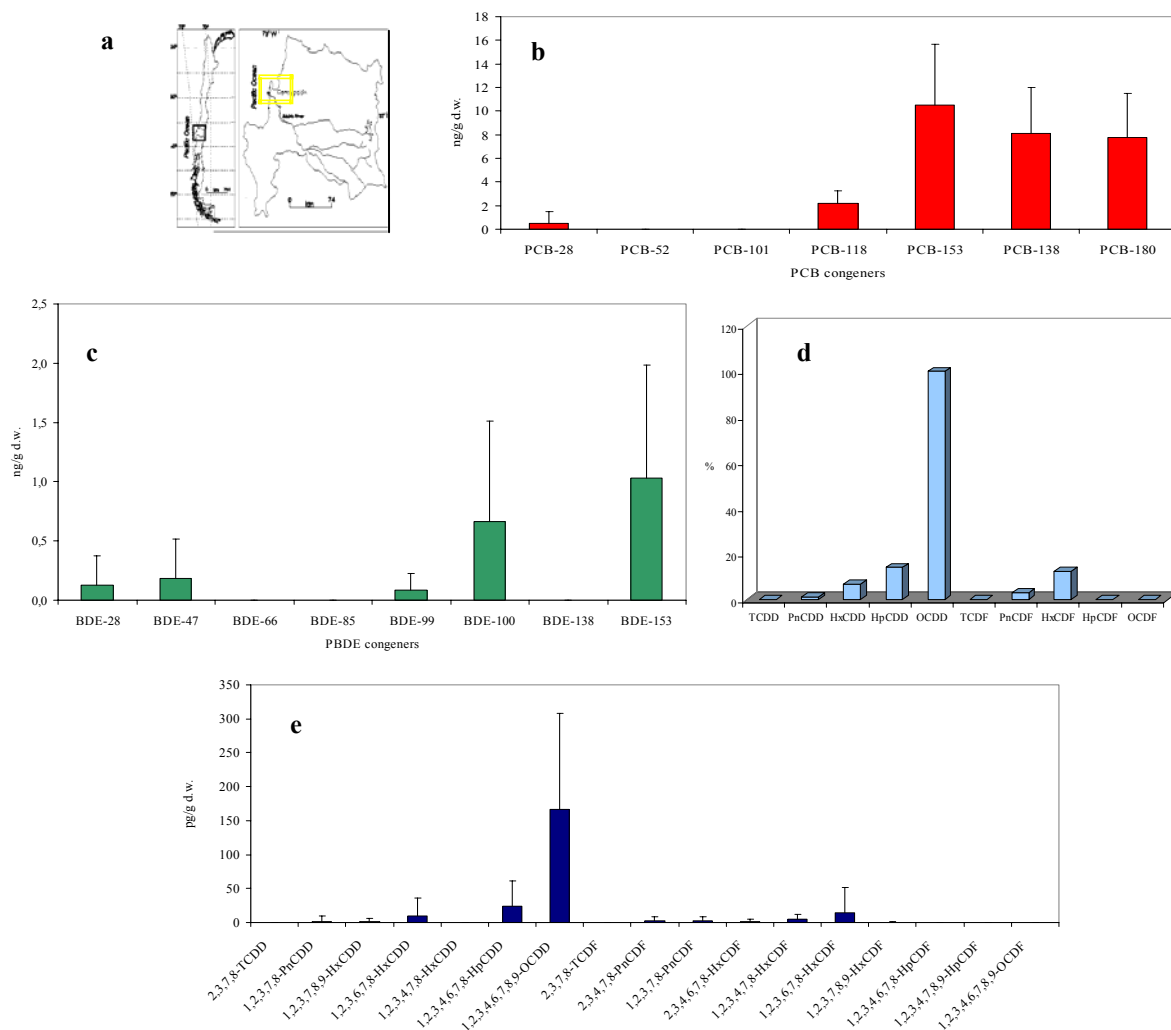 a
Pacific Ocean
Pacific Ocean
0 km 74
b
ng/g d.w.
18
16
14
12
10
8
6
4
2
0
PCB-28 PCB-52 PCB-101 PCB-118 PCB-153 PCB-138 PCB-180
PCB congeners
c
ng/g d.w.
2,5
2,0
1,5
1,0
0,5
0,0
BDE-28 BDE-47 BDE-66 BDE-85 BDE-99 BDE-100 BDE-138 BDE-153
PBDE congeners
d
%
120
100
80
60
40
20
0
TCDD PnCDD HxCDD HpCDD OCDD TCDF PnCDF HxCDF HpCDF OCDF
e
pg/g d.w.
350
300
250
200
150
100
50
0
2,3,7,8-TCDD
1,2,3,7,8-PnCDD
1,2,3,7,8,9-HxCDD
1,2,3,6,7,8-HxCDD
1,2,3,4,7,8-HxCDD
1,2,3,4,6,7,8-HpCDD
1,2,3,4,6,7,8,9-OCDD
2,3,7,8-TCDF
2,3,4,7,8-PnCDF
1,2,3,7,8-PnCDF
2,3,4,6,7,8-HxCDF
1,2,3,4,7,8-HxCDF
1,2,3,6,7,8-HxCDF
1,2,3,7,8,9-HxCDF
1,2,3,4,6,7,8-HpCDF
1,2,3,4,7,8,9-HpCDF
1,2,3,4,6,7,8,9-OCDF